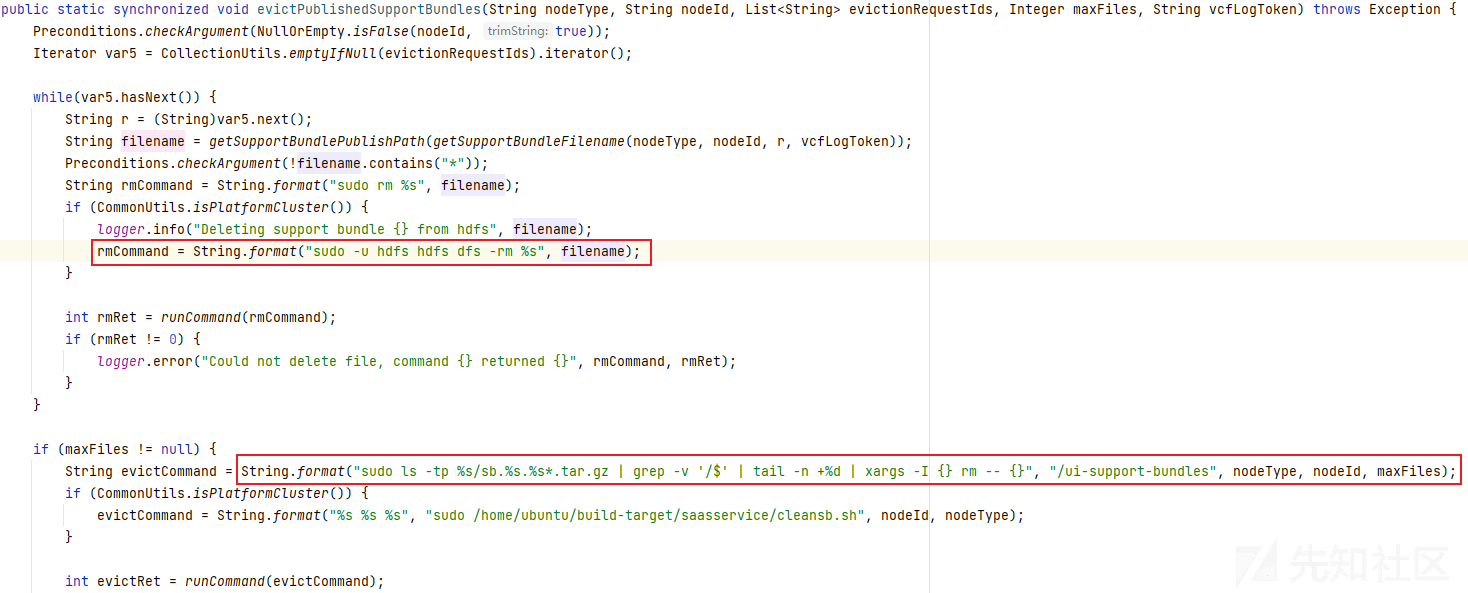 public static synchronized void evictPublishedSupportBundles(String nodeType, String nodeId, List<String> evictionRequestIds, Integer maxFiles, String vcfLogToken) throws Exception {
    Preconditions.checkArgument(NullOrEmpty.isFalse(nodeId, trimString: true));
    Iterator var5 = CollectionUtils.emptyIfNull(evictionRequestIds).iterator();

    while(var5.hasNext()) {
        String r = (String)var5.next();
        String filename = getSupportBundlePublishPath(getSupportBundleFilename(nodeType, nodeId, r, vcfLogToken));
        Preconditions.checkArgument(!filename.contains("*"));
        String rmCommand = String.format("sudo rm %s", filename);
        if (CommonUtils.isPlatformCluster()) {
            logger.info("Deleting support bundle {} from hdfs", filename);
            rmCommand = String.format("sudo -u hdfs hdfs dfs -rm %s", filename);
        }

        int rmRet = runCommand(rmCommand);
        if (rmRet != 0) {
            logger.error("Could not delete file, command {} returned {}", rmCommand, rmRet);
        }
    }

    if (maxFiles != null) {
        String evictCommand = String.format("sudo ls -tp %s/sb.%s.%s*.tar.gz | grep -v '/$' | tail -n +%d | xargs -I {} rm -- {}", "/ui-support-bundles", nodeType, nodeId, maxFiles);
        if (CommonUtils.isPlatformCluster()) {
            evictCommand = String.format("%s %s %s", "sudo /home/ubuntu/build-target/saasservice/cleansb.sh", nodeId, nodeType);
        }

        int evictRet = runCommand(evictCommand);
先知社区